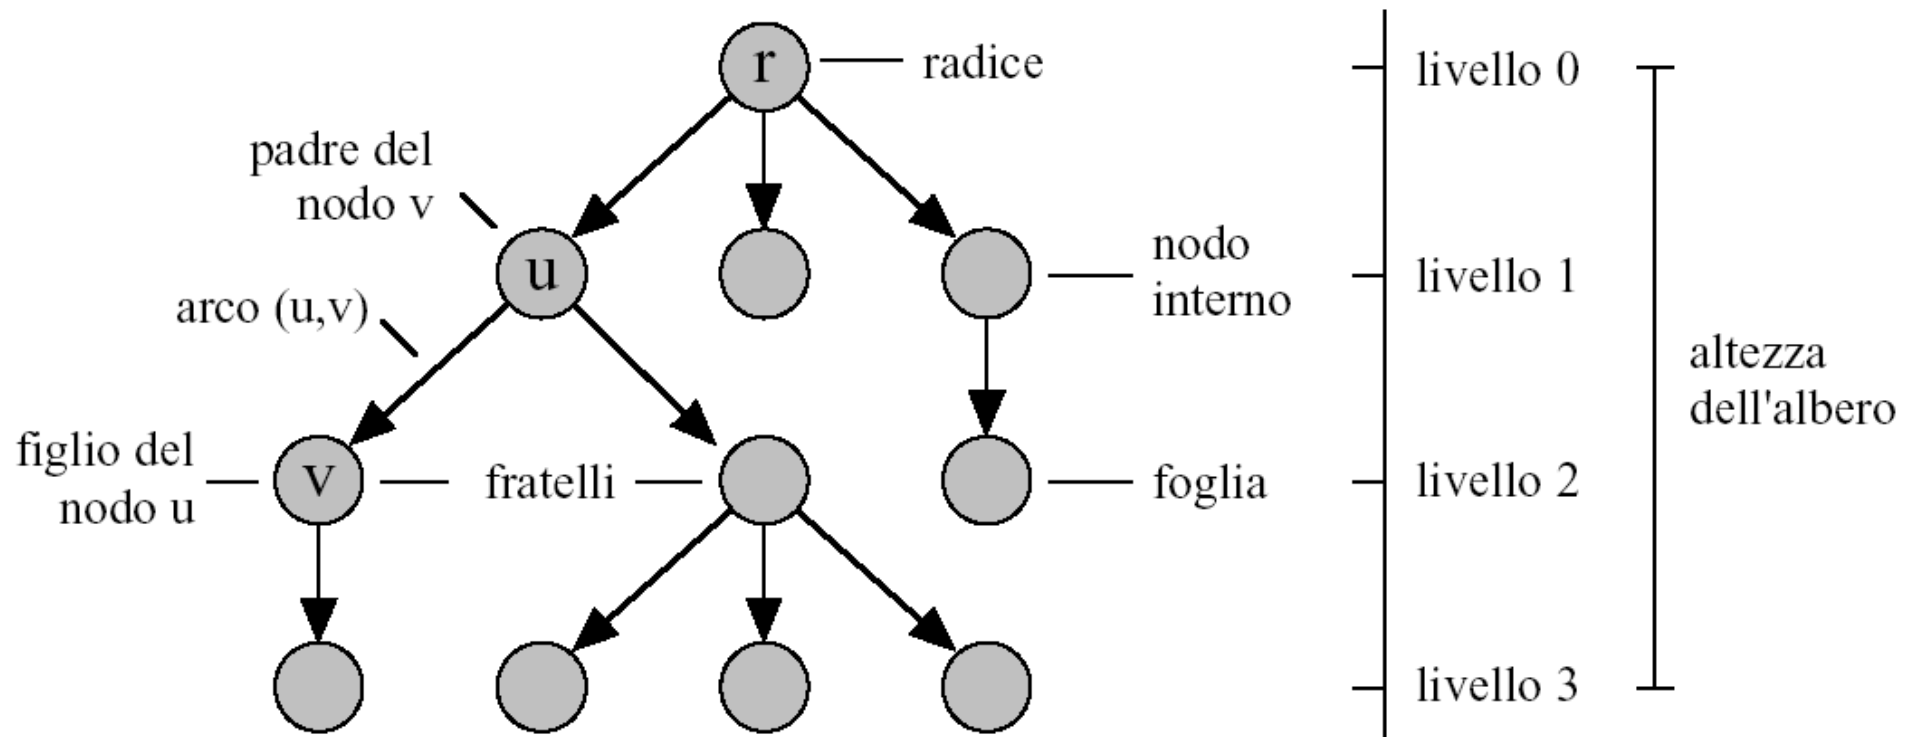 r
radice
livello 0
padre del
nodo v
u
nodo
interno
livello 1
arco (u,v)
altezza
dell'albero
figlio del
nodo u
v
fratelli
foglia
livello 2
livello 3